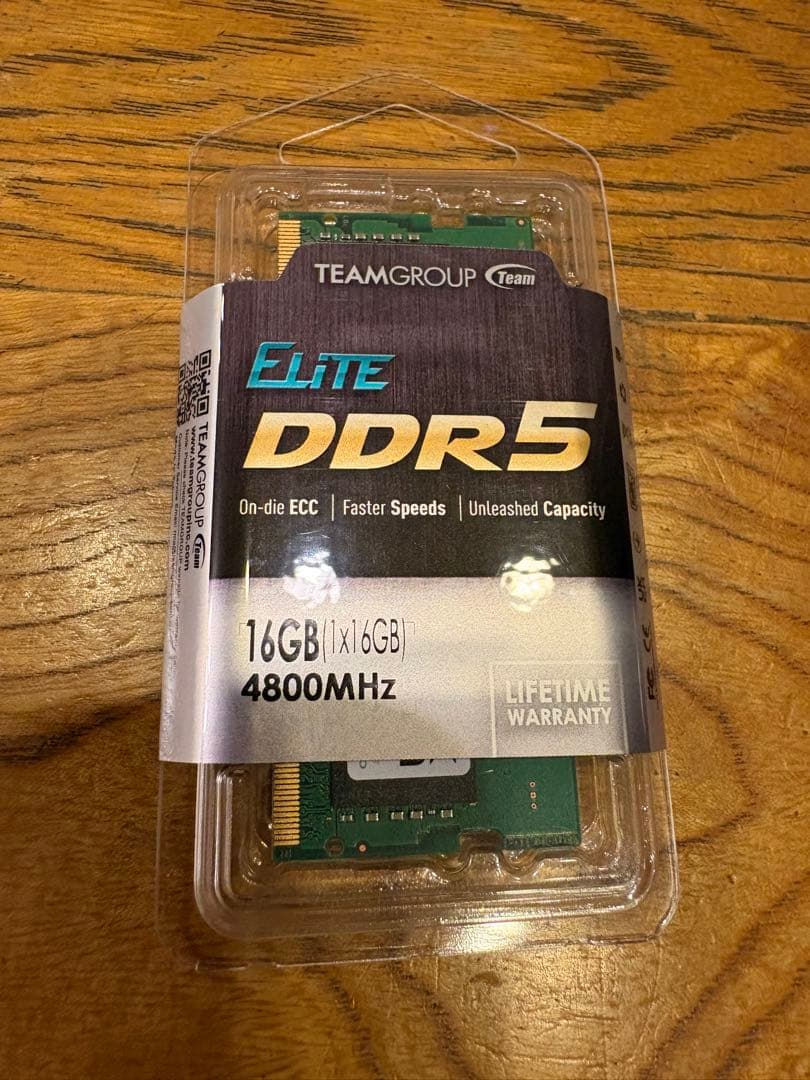 TEAMGROUP Team
ELITE
DDR5
On-die ECC | Faster Speeds | Unleashed Capacity
16GB(1x16GB)
4800MHz
LIFETIME
WARRANTY
TEAMGROUP Team
www.teamgroupinc.com